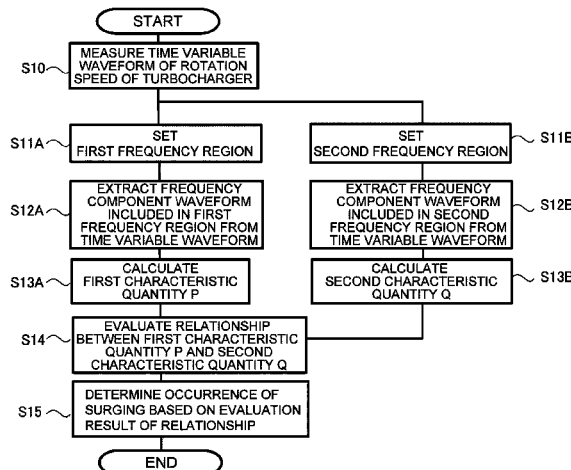 START
S10
MEASURE TIME VARIABLE
WAVEFORM OF ROTATION
SPEED OF TURBOCHARGER
S11A
SET
FIRST FREQUENCY REGION
SET
SECOND FREQUENCY REGION
S11B
S12A
EXTRACT FREQUENCY
COMPONENT WAVEFORM
INCLUDED IN FIRST
FREQUENCY REGION FROM
TIME VARIABLE WAVEFORM
EXTRACT FREQUENCY
COMPONENT WAVEFORM
INCLUDED IN SECOND
FREQUENCY REGION FROM
TIME VARIABLE WAVEFORM
S12B
S13A
CALCULATE
FIRST CHARACTERISTIC
QUANTITY P
CALCULATE
SECOND CHARACTERISTIC
QUANTITY Q
S13B
S14
EVALUATE RELATIONSHIP
BETWEEN FIRST CHARACTERISTIC
QUANTITY P AND SECOND
CHARACTERISTIC QUANTITY Q
S15
DETERMINE OCCURRENCE OF
SURGING BASED ON EVALUATION
RESULT OF RELATIONSHIP
END